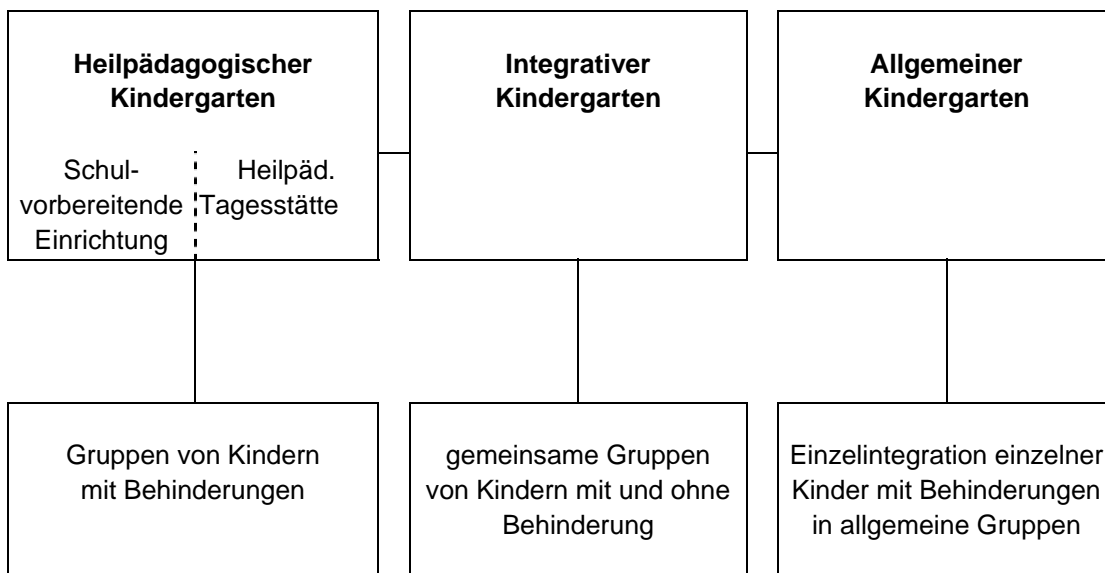 Heilpädagogischer
Kindergarten
Schul-
vorbereitende
Einrichtung
Heilpäd.
Tagesstätte
Integrativer
Kindergarten
Allgemeiner
Kindergarten
Gruppen von Kindern
mit Behinderungen
gemeinsame Gruppen
von Kindern mit und ohne
Behinderung
Einzelintegration einzelner
Kinder mit Behinderungen
in allgemeine Gruppen